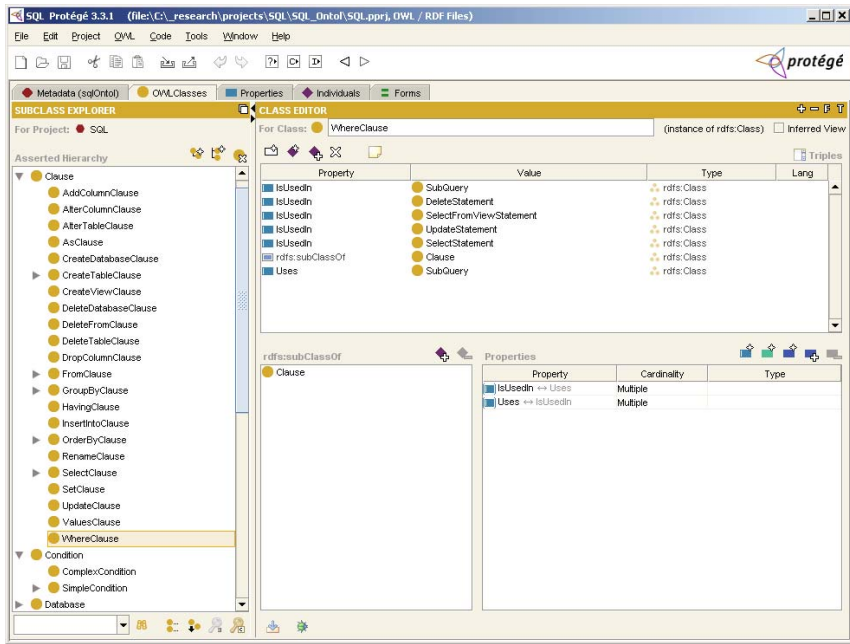 SQL Protégé 3.3.1 (file:\C:\_research\projects\SQL\SQL_Ontol\SQL.pprj, OWL / RDF Files)
File Edit Project OWL Code Tools Window Help
protégé
Metadata (sqlOntol) OWLClasses Properties Individuals Forms
SUBCLASS EXPLORER
For Project: SQL
Asserted Hierarchy
Clause
AddColumnClause
AlterColumnClause
AlterTableClause
AsClause
CreateDatabaseClause
CreateTableClause
CreateViewClause
DeleteDatabaseClause
DeleteFromClause
DeleteTableClause
DropColumnClause
FromClause
GroupByClause
HavingClause
InsertIntoClause
OrderByClause
RenameClause
SelectClause
SetClause
UpdateClause
ValuesClause
WhereClause
Condition
ComplexCondition
SimpleCondition
Database
CLASS EDITOR
For Class: WhereClause (instance of rdfs:Class) Inferred View
Triples
Property Value Type Lang
IsUsedIn SubQuery rdfs:Class
IsUsedIn DeleteStatement rdfs:Class
IsUsedIn SelectFromViewStatement rdfs:Class
IsUsedIn UpdateStatement rdfs:Class
IsUsedIn SelectStatement rdfs:Class
rdfs:subClassOf Clause rdfs:Class
Uses SubQuery rdfs:Class
rdfs:subClassOf
Clause
Properties
Property Cardinality Type
IsUsedIn ↔ Uses Multiple
Uses ↔ IsUsedIn Multiple